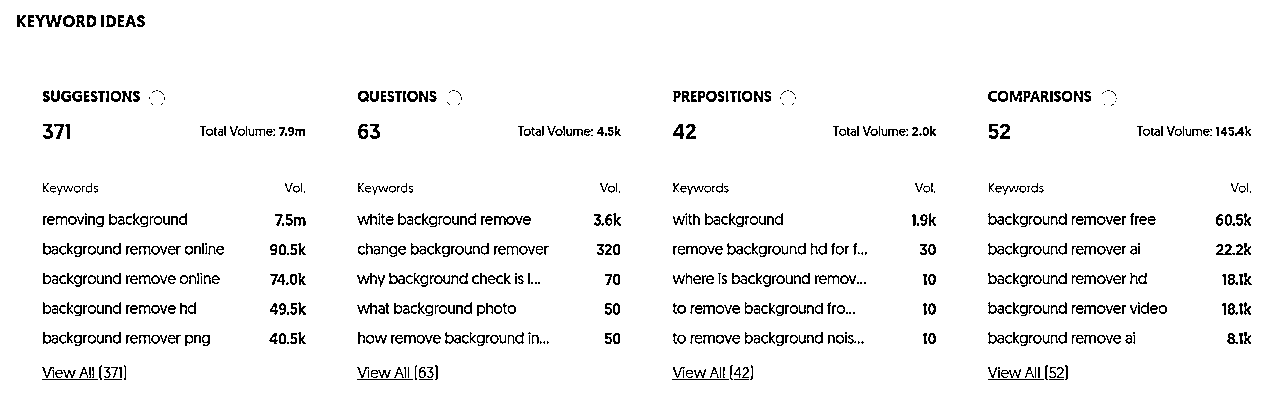 KEYWORD IDEAS
SUGGESTIONS
371 Total Volume: 7.9m
Keywords Vol.
removing background 7.5m
background remover online 90.5k
background remove online 74.0k
background remove hd 49.5k
background remover png 40.5k
View All (371)
QUESTIONS
63 Total Volume: 4.5k
Keywords Vol.
white background remove 3.6k
change background remover 320
why background check is i... 70
what background photo 50
how remove background in... 50
View All (63)
PREPOSITIONS
42 Total Volume: 2.0k
Keywords Vol.
with background 1.9k
remove background hd for f... 30
where is background remov... 10
to remove background fro... 10
to remove background nois... 10
View All (42)
COMPARISONS
52 Total Volume: 145.4k
Keywords Vol.
background remover free 60.5k
background remover ai 22.2k
background remover hd 18.1k
background remover video 18.1k
background remove ai 8.1k
View All (52)